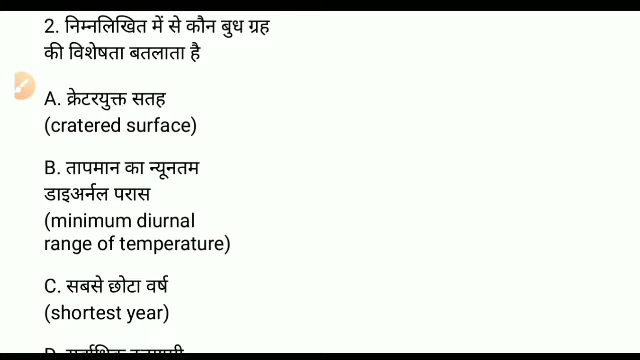 2. निम्नलिखित में से कौन बुध ग्रह
की विशेषता बतलाता है
A. क्रेटरयुक्त सतह
(cratered surface)
B. तापमान का न्यूनतम
डाइअर्नल परास
(minimum diurnal
range of temperature)
C. सबसे छोटा वर्ष
(shortest year)
D.